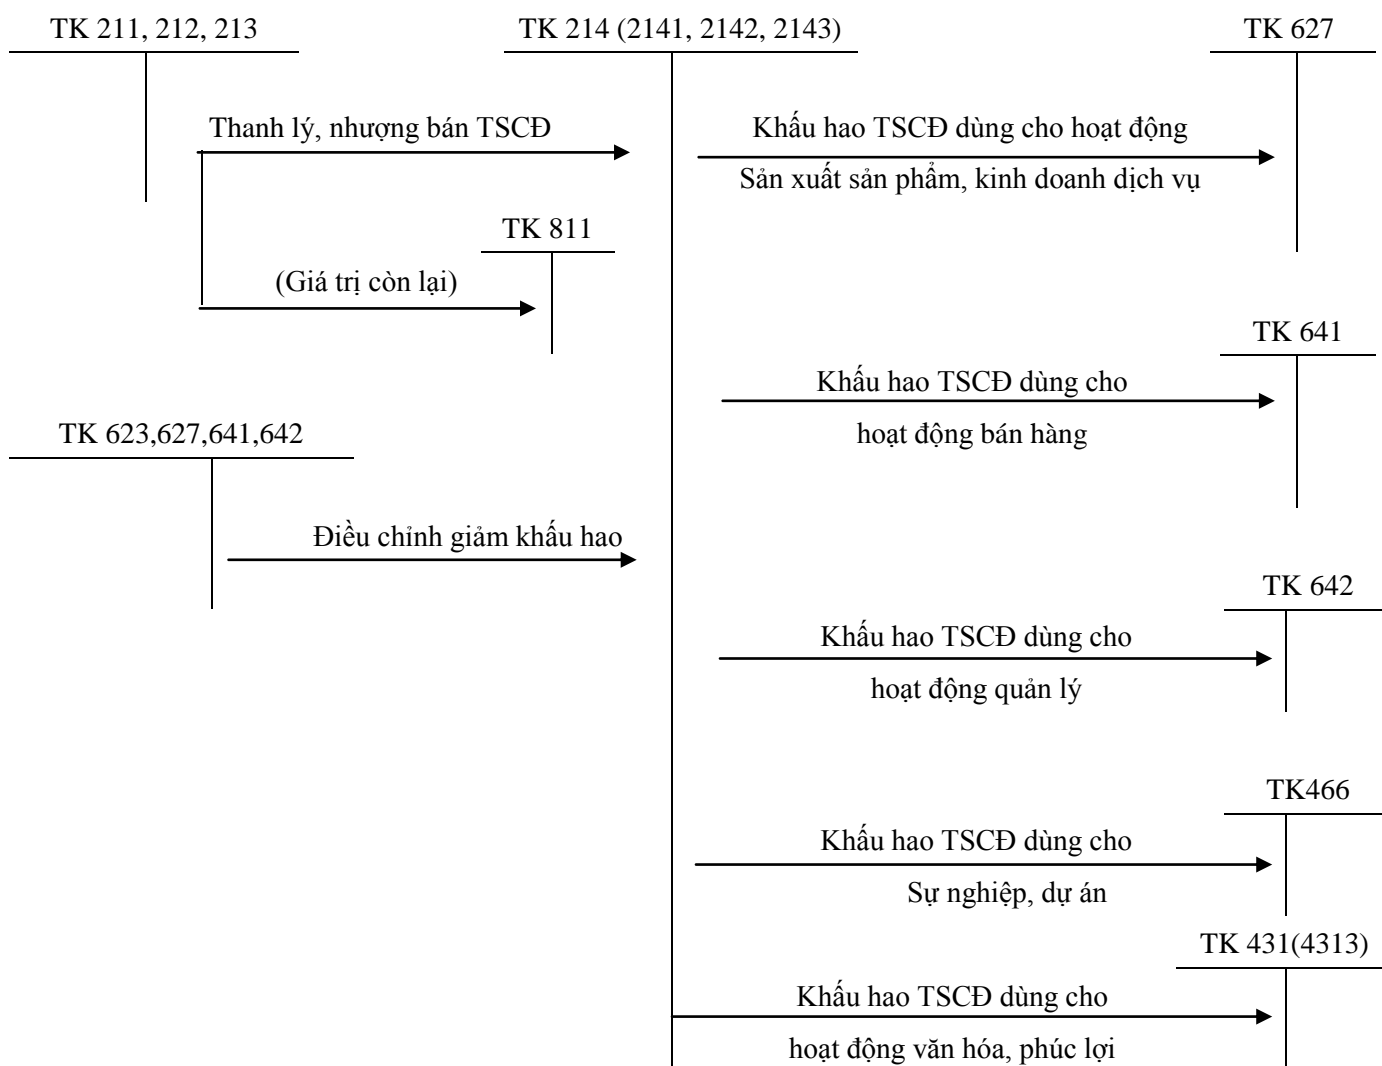 TK 211, 212, 213
TK 214 (2141, 2142, 2143)
TK 627
Thanh lý, nhượng bán TSCĐ
Khấu hao TSCĐ dùng cho hoạt động
Sản xuất sản phẩm, kinh doanh dịch vụ
TK 811
(Giá trị còn lại)
TK 641
Khấu hao TSCĐ dùng cho
hoạt động bán hàng
TK 623,627,641,642
Điều chỉnh giảm khấu hao
TK 642
Khấu hao TSCĐ dùng cho
hoạt động quản lý
TK466
Khấu hao TSCĐ dùng cho
Sự nghiệp, dự án
TK 431(4313)
Khấu hao TSCĐ dùng cho
hoạt động văn hóa, phúc lợi